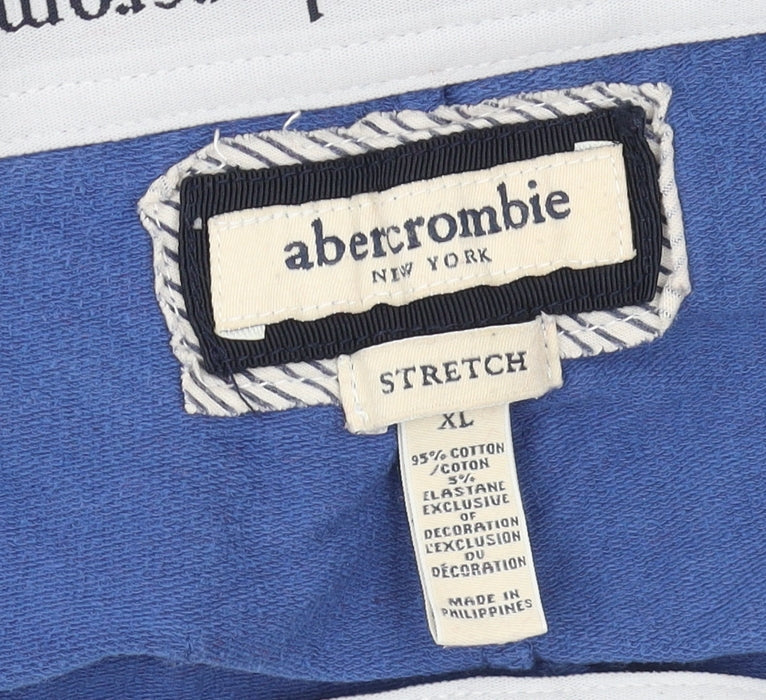 abercrombie
NEW YORK
STRETCH
XL
95% COTTON
/COTON
5%
ELASTANE
EXCLUSIVE
OF
DECORATION
L'EXCLUSION
DU
DÉCORATION
MADE IN
PHILIPPINES